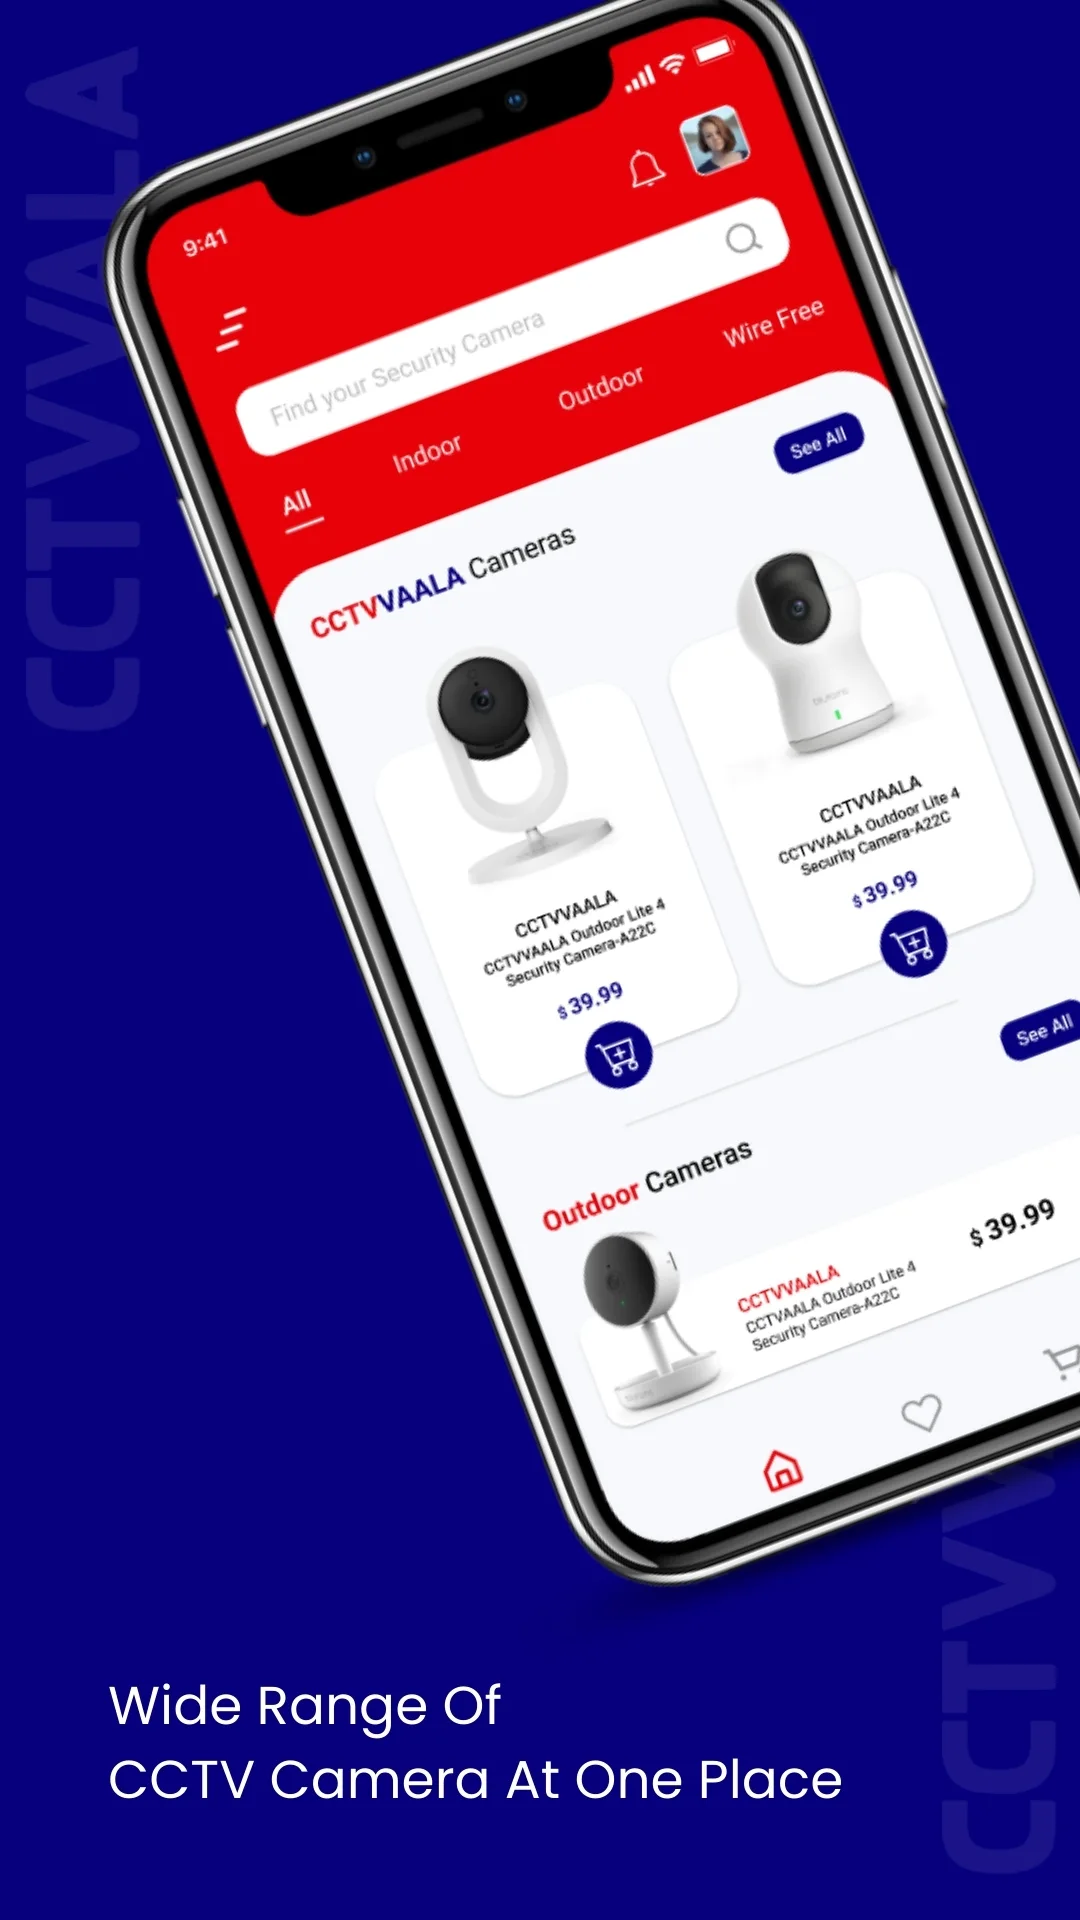 CCTVVALA
9:41
Find your Security Camera
All
Indoor
Outdoor
Wire Free
CCTVVAALA Cameras
See All
CCTVVAALA
CCTVVAALA Outdoor Lite 4
Security Camera-A22C
$39.99
CCTVVAALA
CCTVVAALA Outdoor Lite 4
Security Camera-A22C
$39.99
See All
Outdoor Cameras
CCTVVAALA
CCTVVAALA Outdoor Lite 4
Security Camera-A22C
$39.99
Wide Range Of
CCTV Camera At One Place